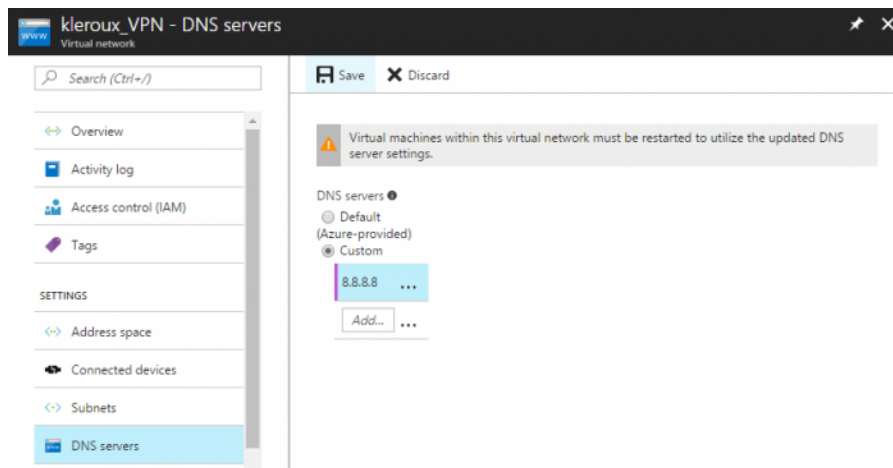 kleroux_VPN - DNS servers
Virtual network
www
Search (Ctrl+/)
Overview
Activity log
Access control (IAM)
Tags
SETTINGS
Address space
Connected devices
Subnets
DNS servers
Save
Discard
Virtual machines within this virtual network must be restarted to utilize the updated DNS
server settings.
DNS servers
Default
(Azure-provided)
Custom
8.8.8.8 ...
Add... ...